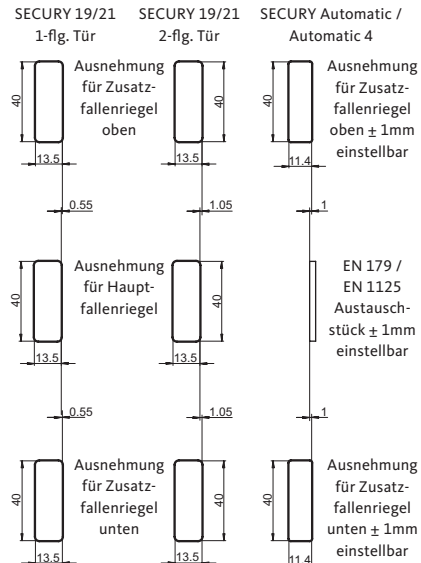 SECURY 19/21
1-flg. Tür
SECURY 19/21
2-flg. Tür
SECURY Automatic /
Automatic 4
40
13.5
Ausnehmung
für Zusatz-
fallenriegel
oben
40
13.5
40
11.4
Ausnehmung
für Zusatz-
fallenriegel
oben ± 1mm
einstellbar
0.55
1.05
1
40
13.5
Ausnehmung
für Haupt-
fallenriegel
40
13.5
EN 179 /
EN 1125
Austausch-
stück ± 1mm
einstellbar
0.55
1.05
1
40
13.5
Ausnehmung
für Zusatz-
fallenriegel
unten
40
13.5
40
11.4
Ausnehmung
für Zusatz-
fallenriegel
unten ± 1mm
einstellbar